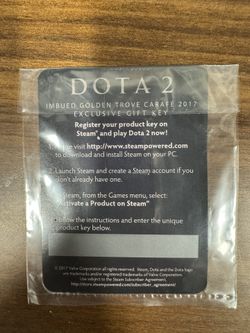 DOTA 2
IMBUED GOLDEN TROVE CARAFE 2017
EXCLUSIVE GIFT KEY
Register your product key on
Steam® and play Dota 2 now!
visit http://www.steampowered.com
to download and install Steam on your PC.
2. Launch Steam and create a Steam account if you
don't already have one.
Steam, from the Games menu, select:
"Activate a Product on Steam"
the instructions and enter the unique
product key below.
© 2017 Valve Corporation all rights reserved. Steam, Dota and the Dota logo
are trademarks and/or registered trademarks of Valve Corporation.
Use subject to the Steam Subscriber Agreement,
http://store.steampowered.com/subscriber_agreement/